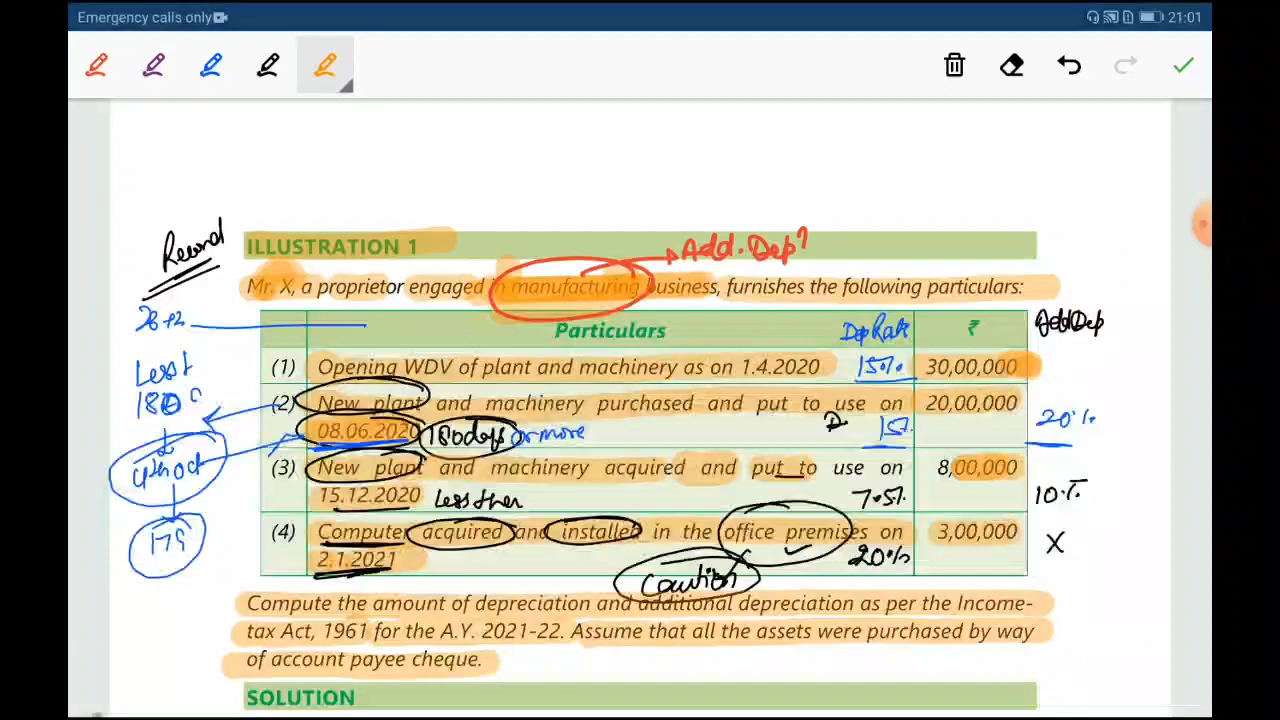 Emergency calls only
21:01
Record
ILLUSTRATION 1
Add. Dep?
Mr. X, a proprietor engaged in manufacturing business, furnishes the following particulars:
Particulars Dep Rate ₹ Add Dep
(1) Opening WDV of plant and machinery as on 1.4.2020 15% 30,00,000
Less
180
(2) New plant and machinery purchased and put to use on 20,00,000
08.06.2020 180 days or more 15% 20%
4th Oct
(3) New plant and machinery acquired and put to use on 8,00,000
15.12.2020 Less then 7.5% 10%
179
(4) Computer acquired and installed in the office premises on 3,00,000
2.1.2021 20% X
Caution
Compute the amount of depreciation and additional depreciation as per the Income-
tax Act, 1961 for the A.Y. 2021-22. Assume that all the assets were purchased by way
of account payee cheque.
SOLUTION